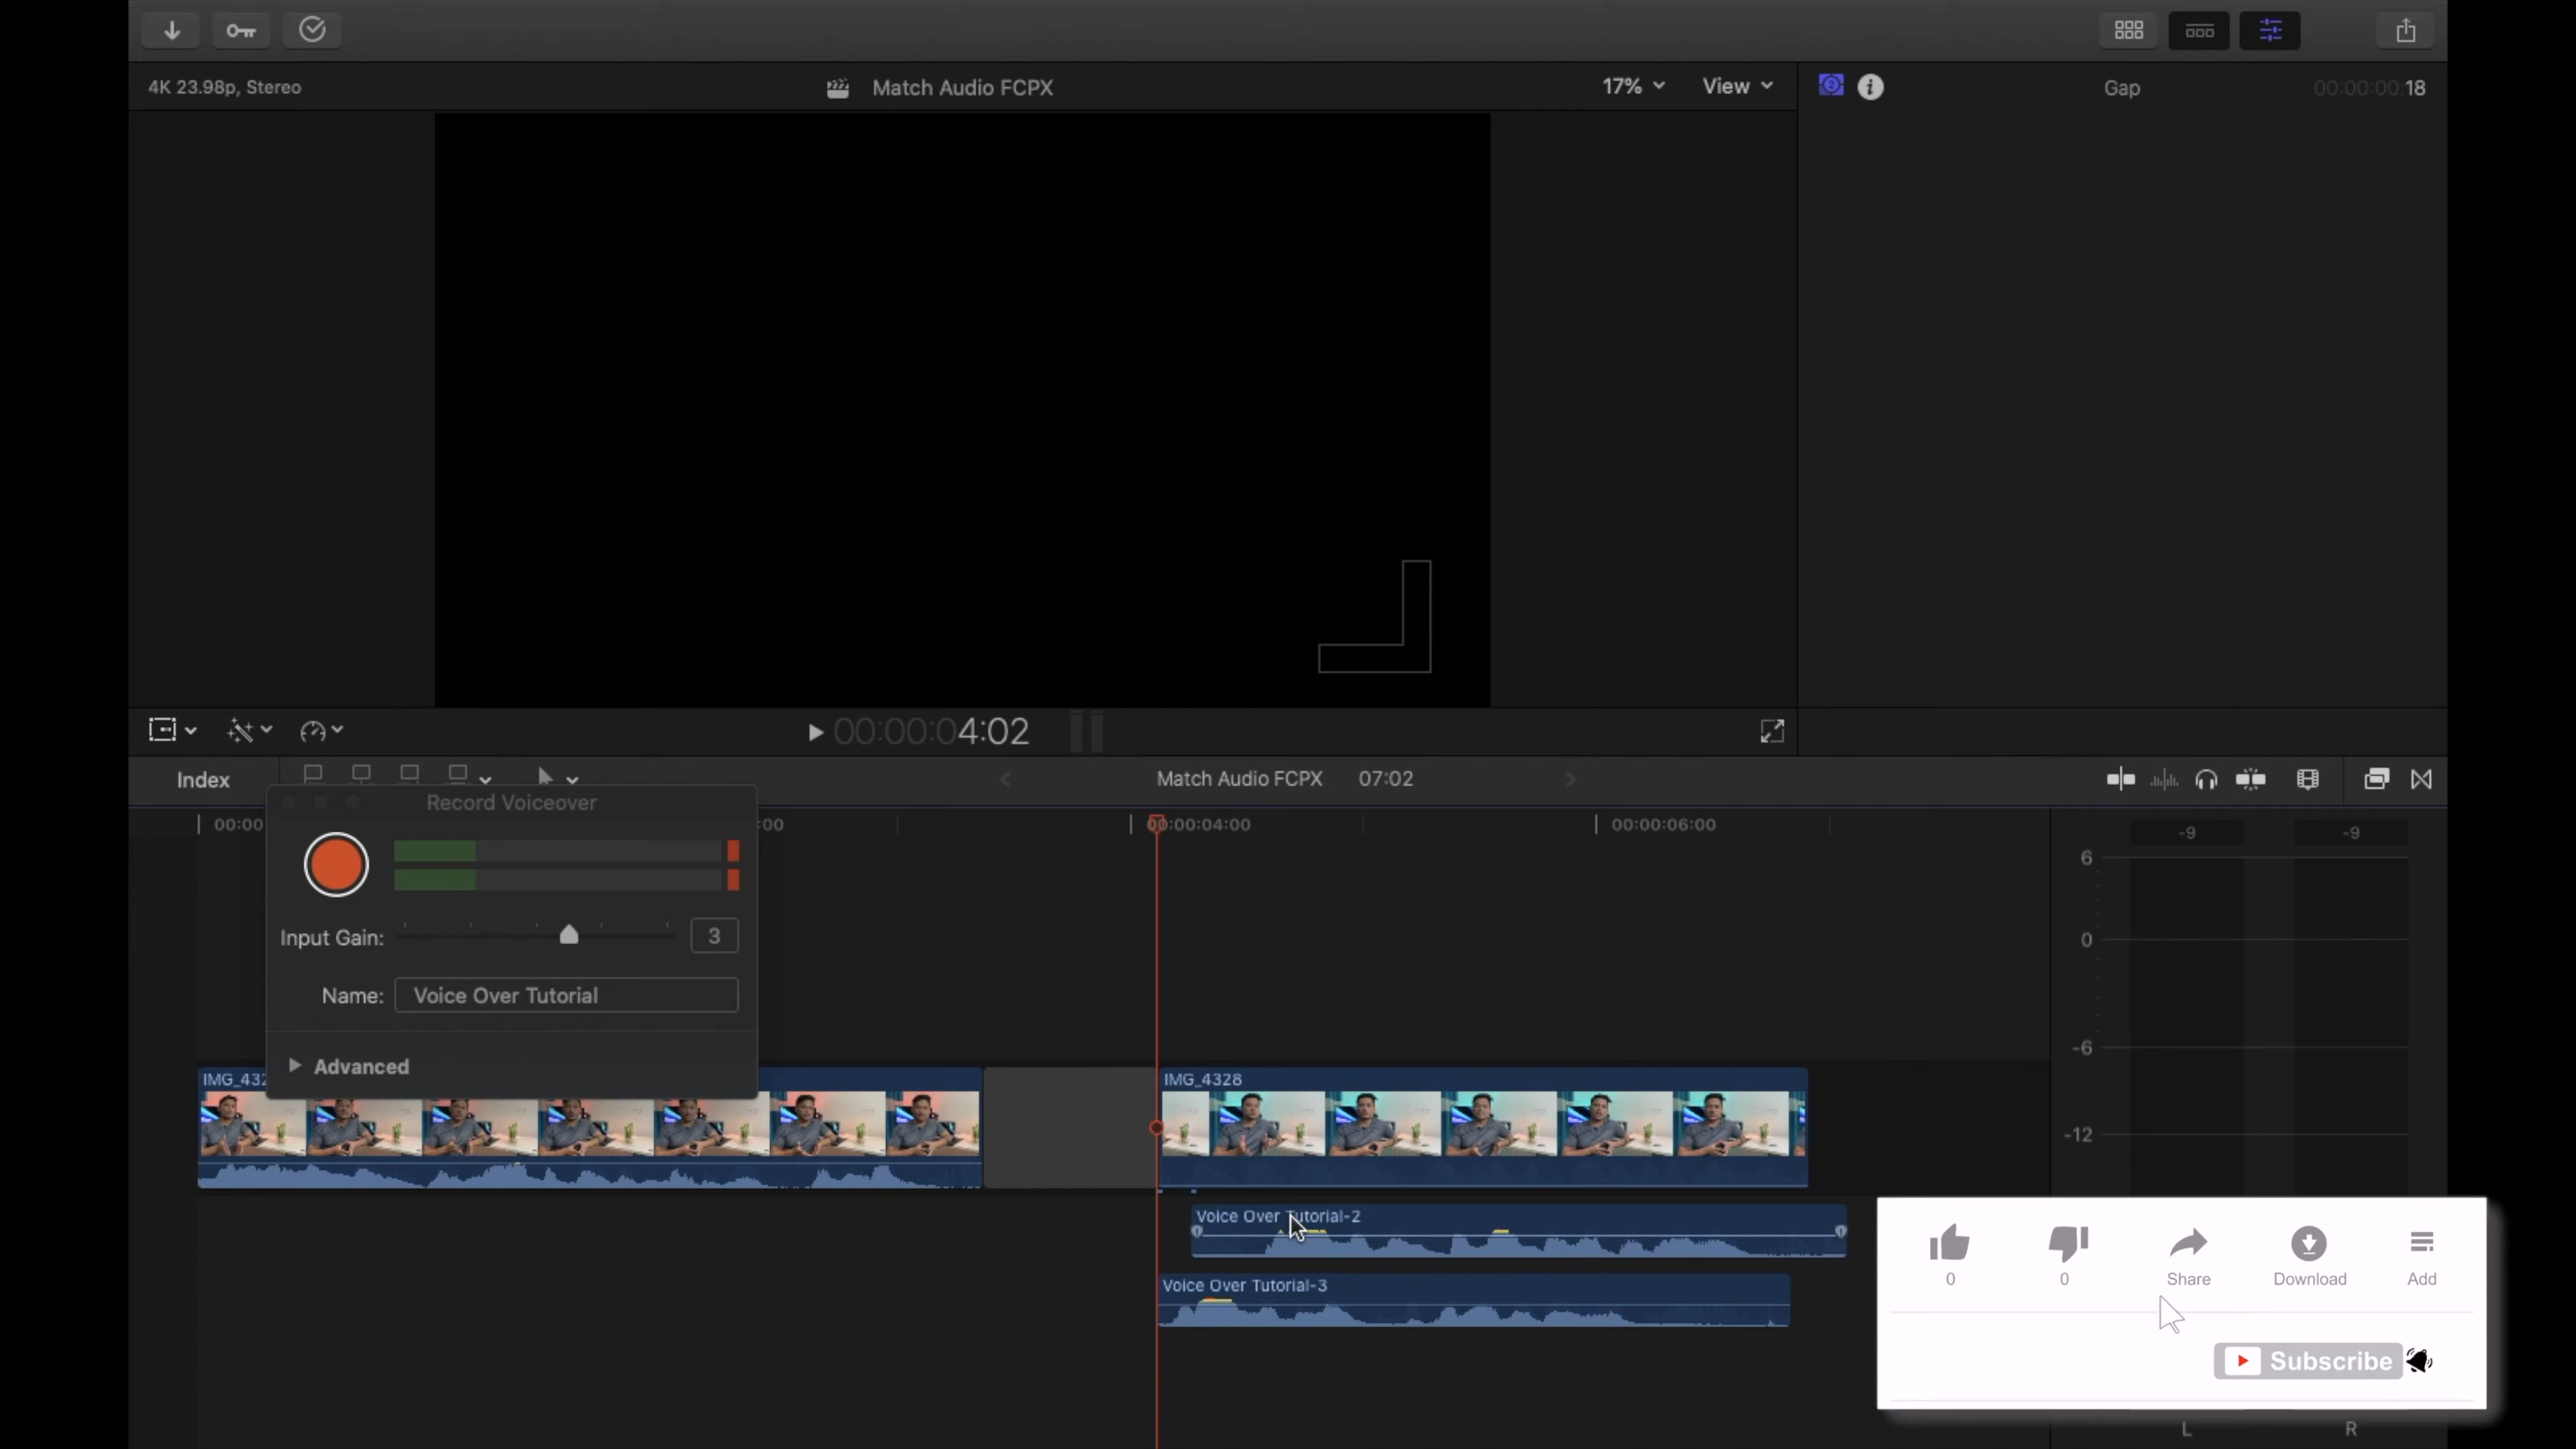 4K 23.98p, Stereo
Match Audio FCPX
17%
View
Gap
00:00:00:18
00:00:04:02
Index
Match Audio FCPX 07:02
Record Voiceover
00:00
:00
00:00:04:00
00:00:06:00
-9
-9
6
0
-6
-12
Input Gain:
3
Name:
Voice Over Tutorial
Advanced
IMG_432
IMG_4328
Voice Over Tutorial-2
Voice Over Tutorial-3
0
0
Share
Download
Add
Subscribe
L
R